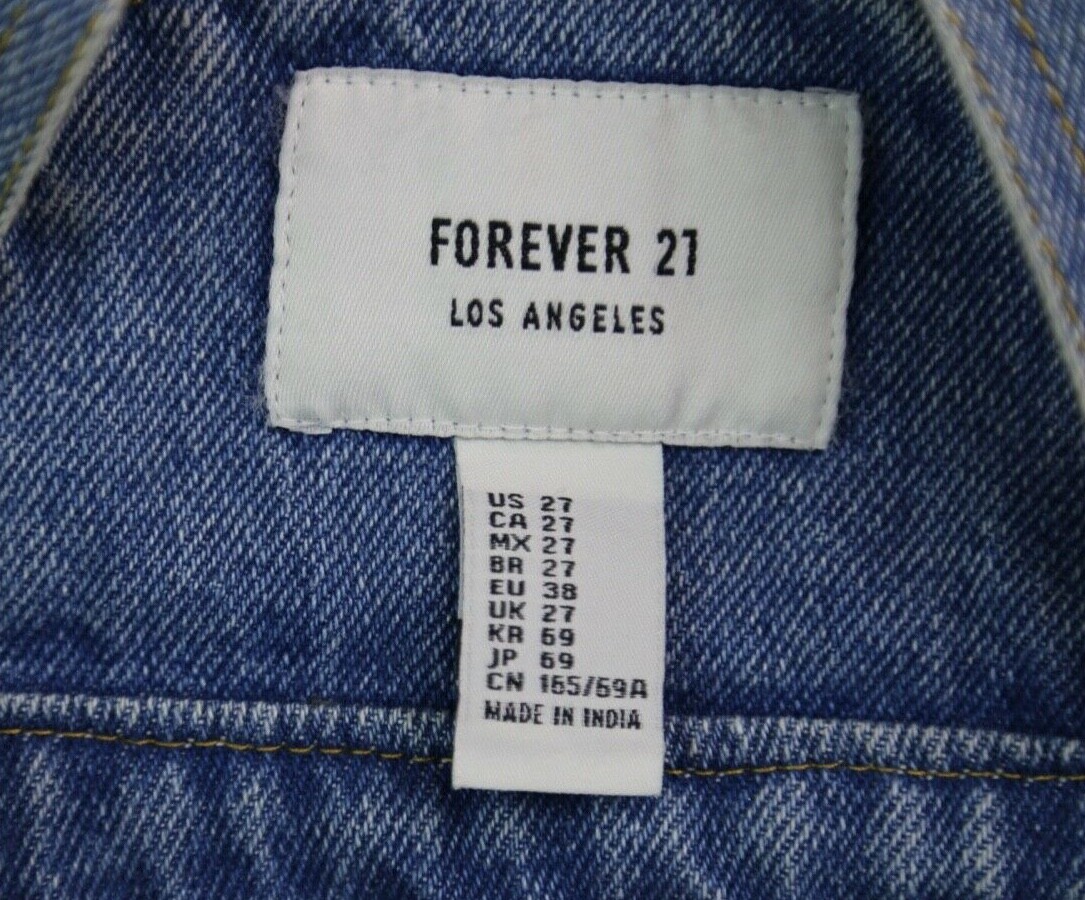 FOREVER 21
LOS ANGELES
US 27
CA 27
MX 27
BR 27
EU 38
UK 27
KR 69
JP 69
CN 165/69A
MADE IN INDIA